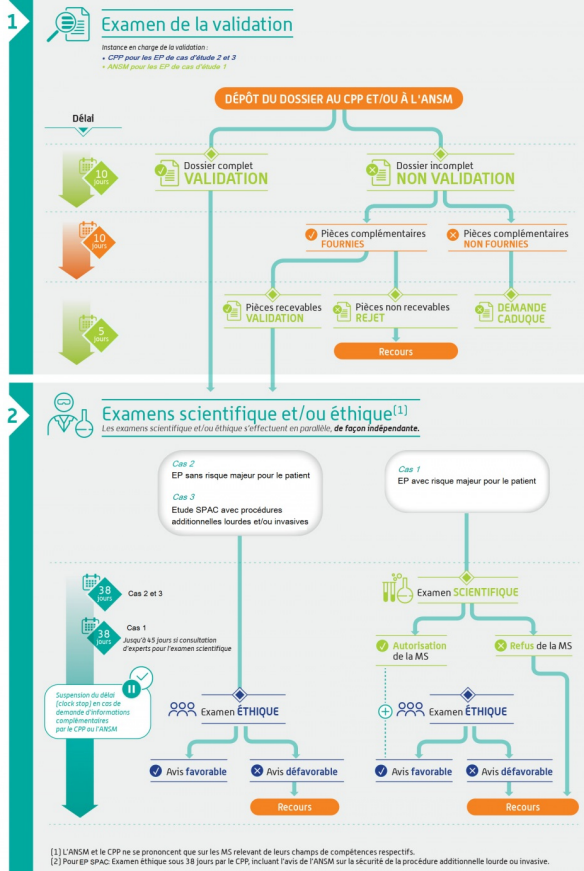 1
Examen de la validation
Instance en charge de la validation :
• CPP pour les EP de cas d'étude 2 et 3
• ANSM pour les EP de cas d'étude 1
DÉPÔT DU DOSSIER AU CPP ET/OU À L'ANSM
Délai
10
jours
Dossier complet
VALIDATION
Dossier incomplet
NON VALIDATION
10
jours
Pièces complémentaires
FOURNIES
Pièces complémentaires
NON FOURNIES
5
jours
Pièces recevables
VALIDATION
Pièces non recevables
REJET
DEMANDE
CADUQUE
Recours
2
Examens scientifique et/ou éthique(1)
Les examens scientifique et/ou éthique s'effectuent en parallèle, de façon indépendante.
Cas 2
EP sans risque majeur pour le patient
Cas 3
Etude SPAC avec procédures
additionnelles lourdes et/ou invasives
Cas 1
EP avec risque majeur pour le patient
38
jours
Cas 2 et 3
38
jours
Cas 1
Jusqu'à 45 jours si consultation
d'experts pour l'examen scientifique
Examen SCIENTIFIQUE
Autorisation
de la MS
Refus de la MS
Suspension du délai
(clock stop) en cas de
demande d'informations
complémentaires
par le CPP ou l'ANSM
Examen ÉTHIQUE
Examen ÉTHIQUE
Avis favorable
Avis défavorable
Avis favorable
Avis défavorable
Recours
Recours
(1) L'ANSM et le CPP ne se prononcent que sur les MS relevant de leurs champs de compétences respectifs.
(2) Pour EP SPAC: Examen éthique sous 38 jours par le CPP, incluant l'avis de l'ANSM sur la sécurité de la procédure additionnelle lourde ou invasive.